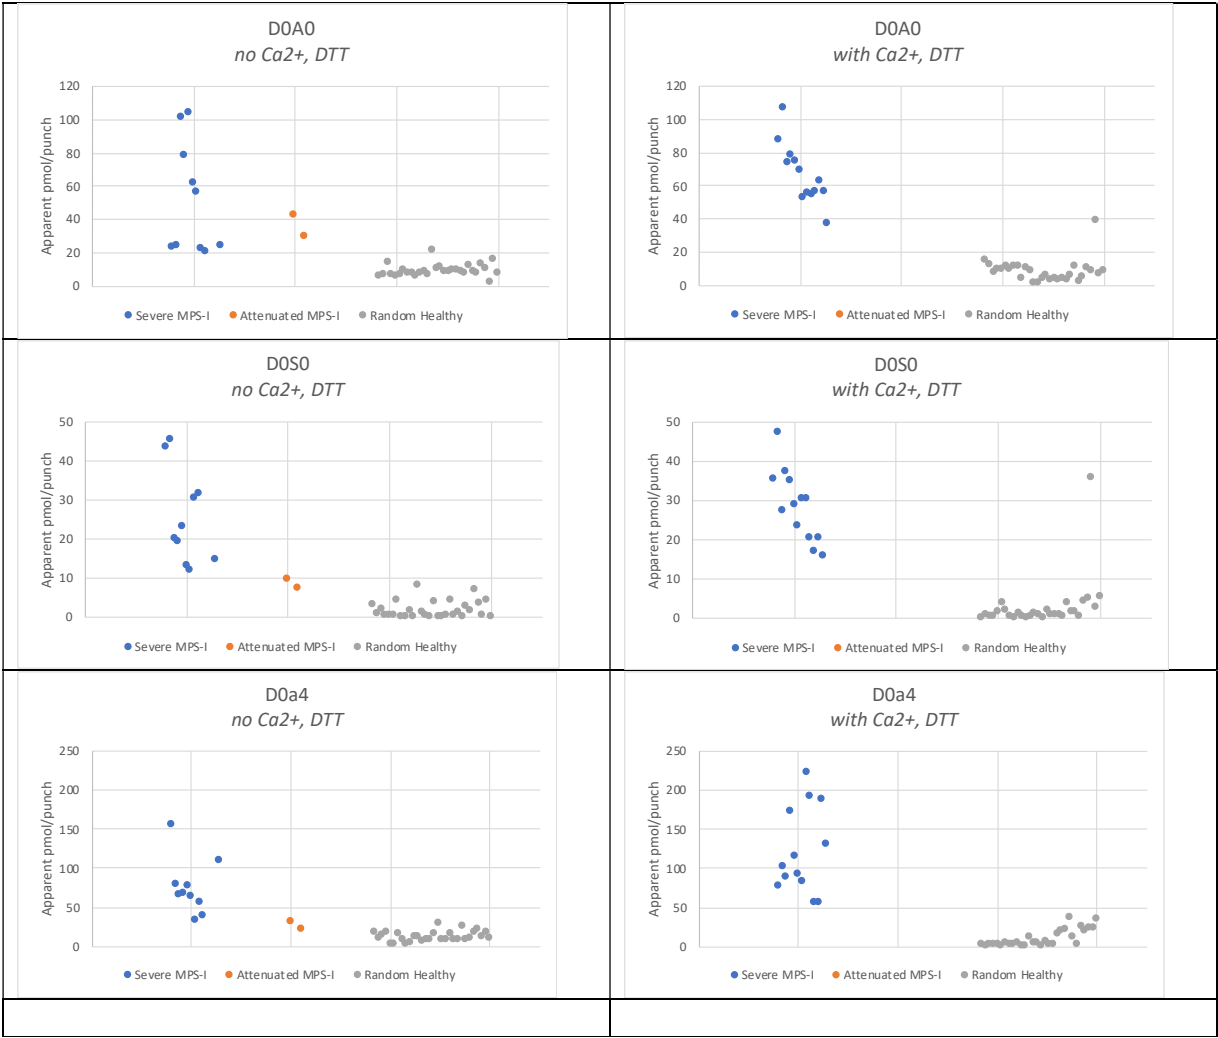 D0A0
no Ca2+, DTT
Apparent pmol/punch
120
100
80
60
40
20
0
Severe MPS-I Attenuated MPS-I Random Healthy
D0A0
with Ca2+, DTT
Apparent pmol/punch
120
100
80
60
40
20
0
Severe MPS-I Attenuated MPS-I Random Healthy
D0S0
no Ca2+, DTT
Apparent pmol/punch
50
40
30
20
10
0
Severe MPS-I Attenuated MPS-I Random Healthy
D0S0
with Ca2+, DTT
Apparent pmol/punch
50
40
30
20
10
0
Severe MPS-I Attenuated MPS-I Random Healthy
D0a4
no Ca2+, DTT
Apparent pmol/punch
250
200
150
100
50
0
Severe MPS-I Attenuated MPS-I Random Healthy
D0a4
with Ca2+, DTT
Apparent pmol/punch
250
200
150
100
50
0
Severe MPS-I Attenuated MPS-I Random Healthy